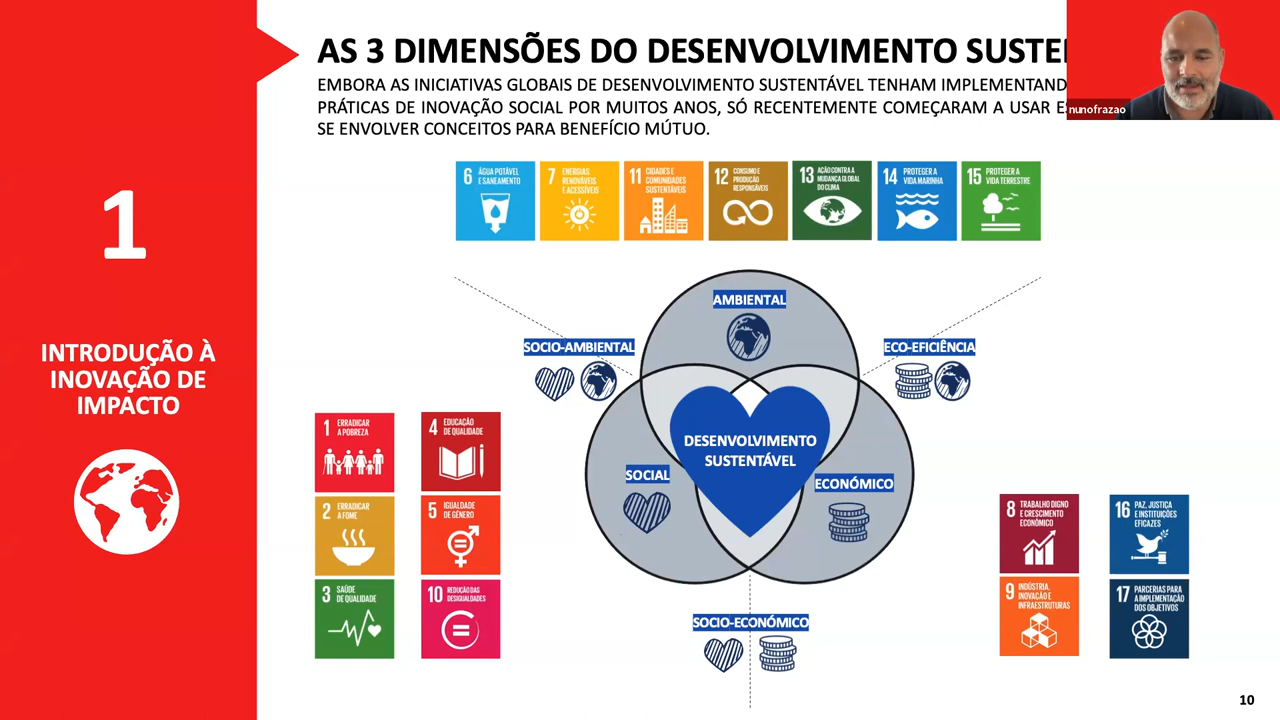 1
INTRODUÇÃO À
INOVAÇÃO DE
IMPACTO
AS 3 DIMENSÕES DO DESENVOLVIMENTO
EMBORA AS INICIATIVAS GLOBAIS DE DESENVOLVIMENTO SUSTENTÁVEL TENHAM
PRÁTICAS DE INOVAÇÃO SOCIAL POR MUITOS ANOS, SÓ RECENTEMENTE COMEÇARAM A USAR
SE ENVOLVER CONCEITOS PARA BENEFÍCIO MÚTUO.
nunofrazao
6 ÁGUA POTÁVEL
E SANEAMENTO
7 ENERGIAS
RENOVÁVEIS
E ACESSÍVEIS
11 CIDADES E
COMUNIDADES
SUSTENTÁVEIS
12 CONSUMO E
PRODUÇÃO
RESPONSÁVEIS
13 AÇÃO CONTRA A
MUDANÇA GLOBAL
DO CLIMA
14 PROTEGER A
VIDA MARINHA
15 PROTEGER A
VIDA TERRESTRE
AMBIENTAL
SOCIO-AMBIENTAL
ECO-EFICIÊNCIA
DESENVOLVIMENTO
SUSTENTÁVEL
SOCIAL
ECONÓMICO
SOCIO-ECONÓMICO
1 ERRADICAR
A POBREZA
4 EDUCAÇÃO
DE QUALIDADE
2 ERRADICAR
A FOME
5 IGUALDADE
DE GÉNERO
3 SAÚDE
DE QUALIDADE
10 REDUÇÃO DAS
DESIGUALDADES
8 TRABALHO DIGNO
E CRESCIMENTO
ECONÓMICO
16 PAZ, JUSTIÇA
E INSTITUIÇÕES
EFICAZES
9 INDÚSTRIA,
INOVAÇÃO E
INFRAESTRUTURAS
17 PARCERIAS PARA
A IMPLEMENTAÇÃO
DOS OBJETIVOS
10